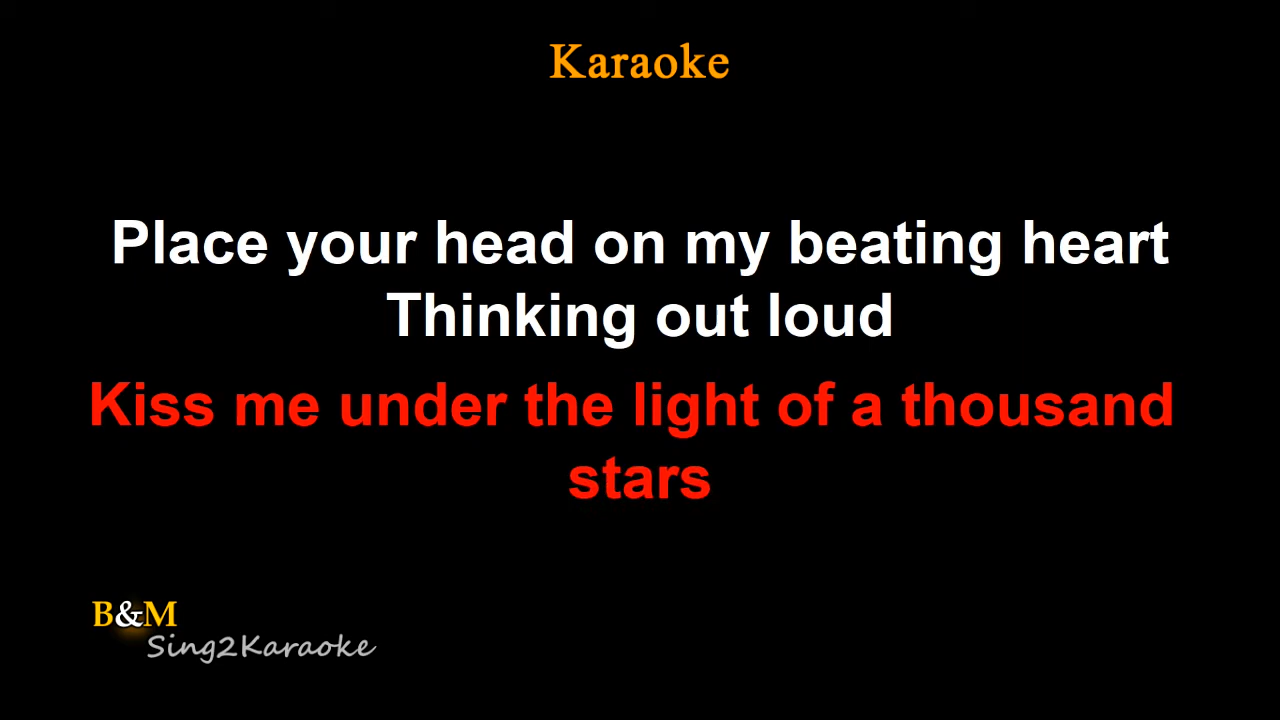 Karaoke
Place your head on my beating heart
Thinking out loud
Kiss me under the light of a thousand
stars
B&M
Sing2Karaoke